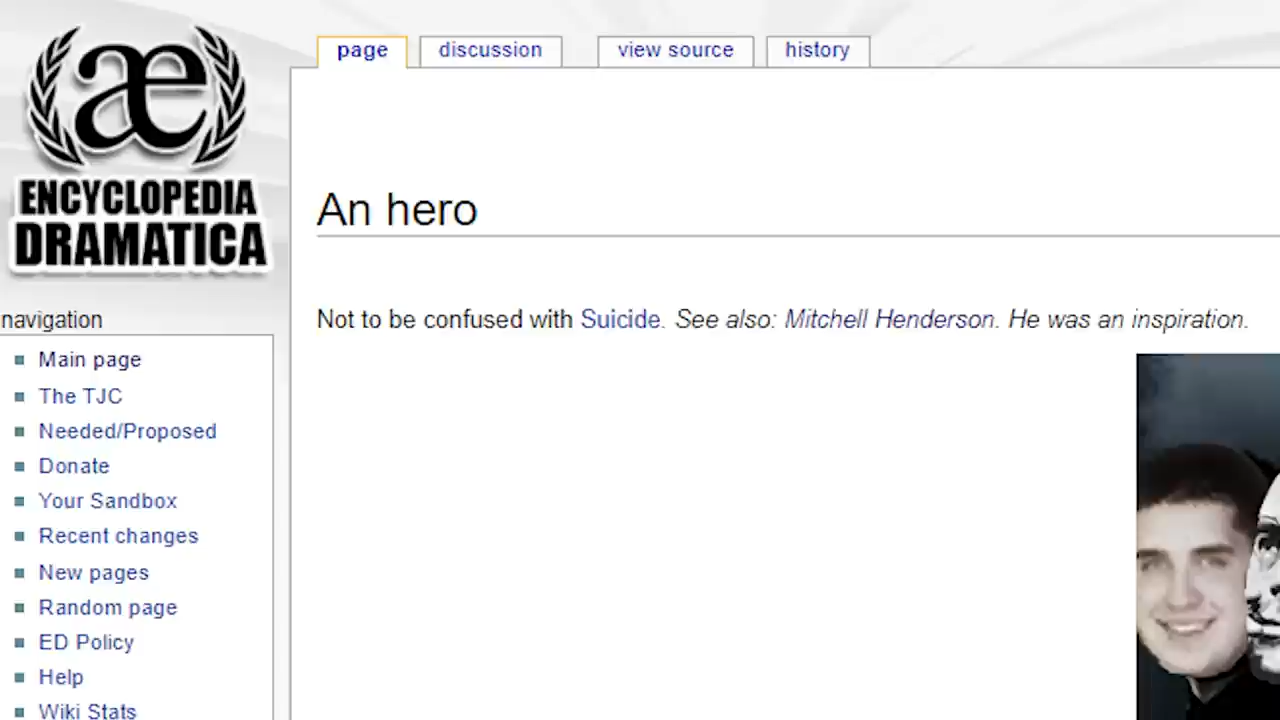 æ
ENCYCLOPEDIA
DRAMATICA
page
discussion
view source
history
An hero
Not to be confused with Suicide. See also: Mitchell Henderson. He was an inspiration.
navigation
Main page
The TJC
Needed/Proposed
Donate
Your Sandbox
Recent changes
New pages
Random page
ED Policy
Help
Wiki Stats